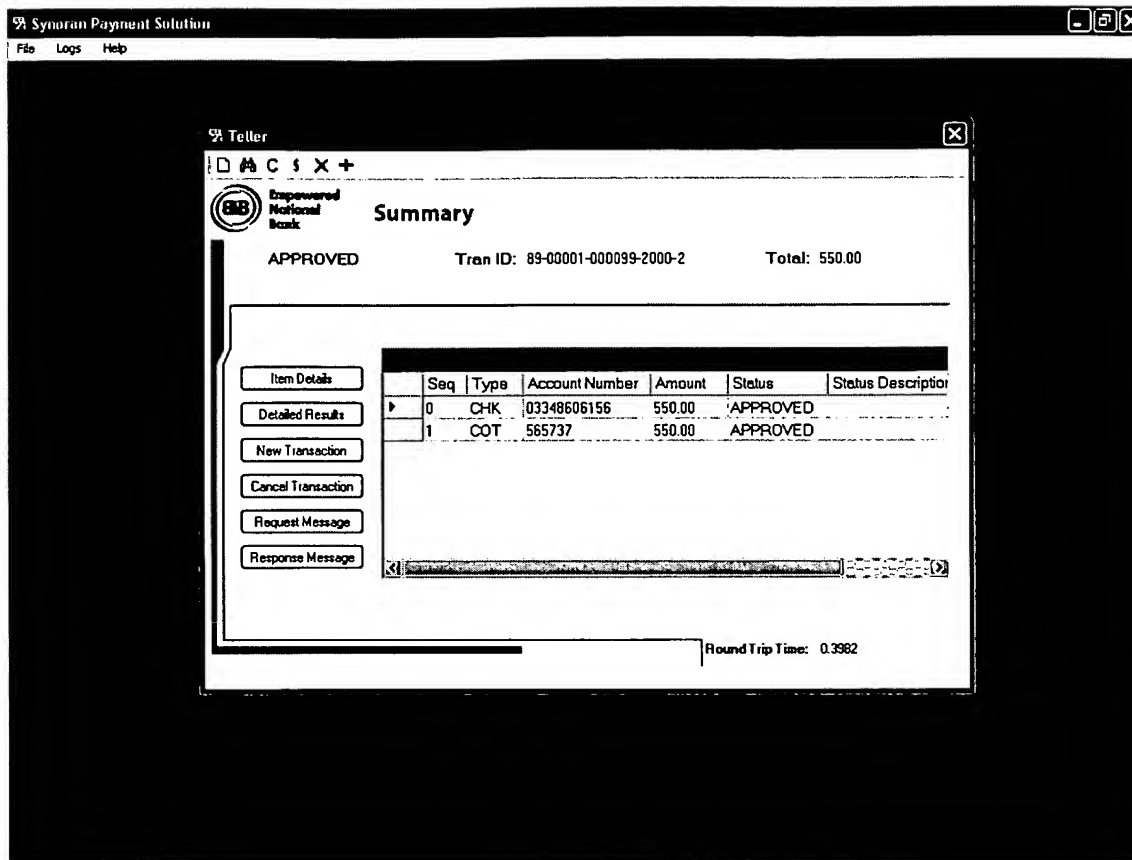 Synoran Payment Solution
File Logs Help
Teller
C $ X +
Empowered
National
Bank
Summary
APPROVED Tran ID: 89-00001-000099-2000-2 Total: 550.00
Item Details
Detailed Results
New Transaction
Cancel Transaction
Request Message
Response Message
Seq Type Account Number Amount Status Status Description
0 CHK 03348606156 550.00 APPROVED
1 COT 565737 550.00 APPROVED
Round Trip Time: 0.3982